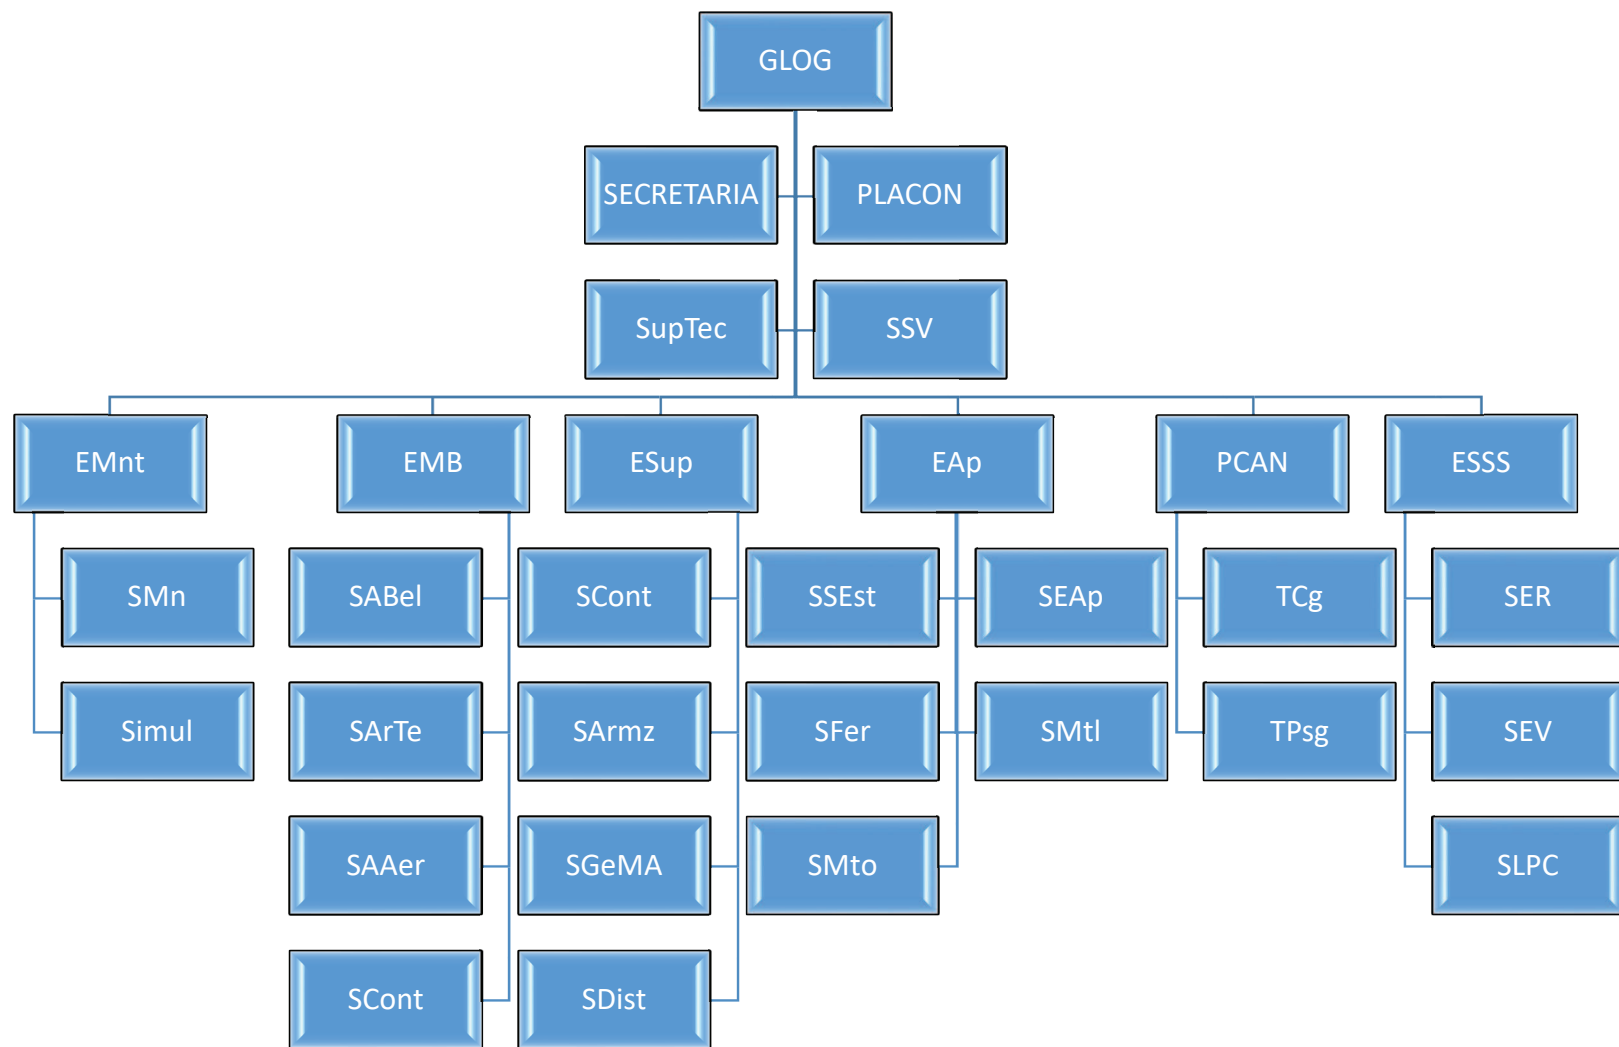 GLOG
SECRETARIA
PLACON
SupTec
SSV
EMnt
EMB
ESup
EAp
PCAN
ESSS
SMn
SABel
SCont
SSEst
SEAp
TCg
SER
Simul
SArTe
SArmz
SFer
SMtl
TPsg
SEV
SAAer
SGeMA
SMto
SLPC
SCont
SDist